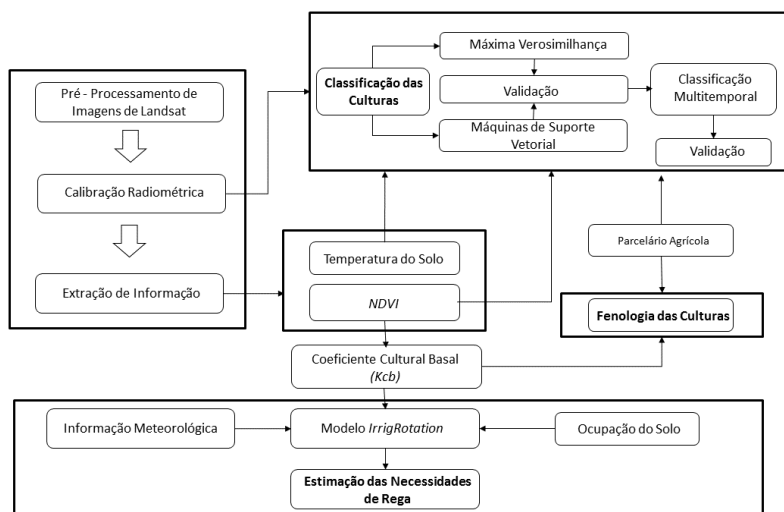 Pré - Processamento de
Imagens de Landsat
Calibração Radiométrica
Extração de Informação
Classificação das
Culturas
Máxima Verosimilhança
Validação
Máquinas de Suporte
Vetorial
Classificação
Multitemporal
Validação
Temperatura do Solo
NDVI
Parcelário Agrícola
Fenologia das Culturas
Coeficiente Cultural Basal
(Kcb)
Informação Meteorológica
Modelo IrrigRotation
Ocupação do Solo
Estimação das Necessidades
de Rega